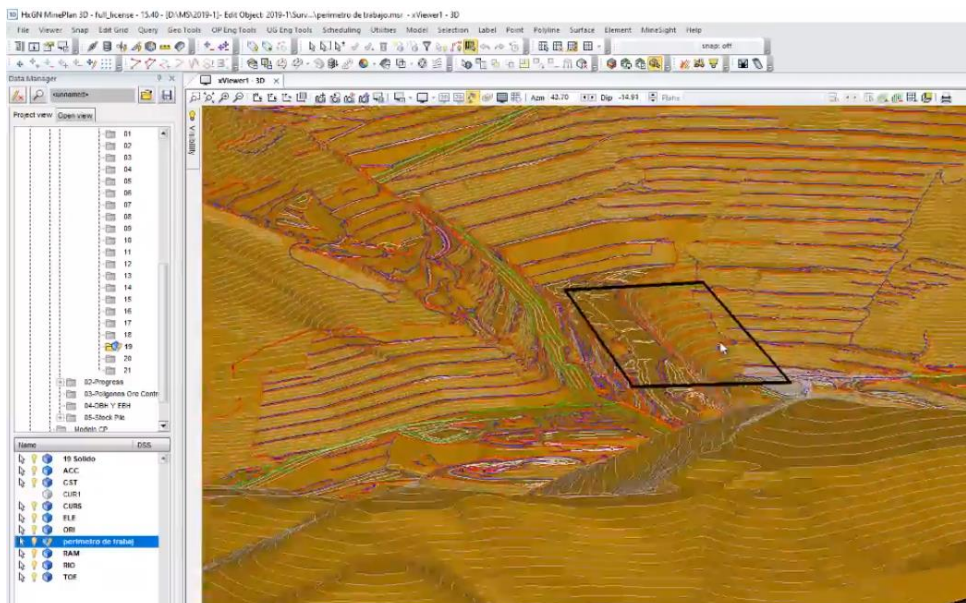 HxGN MinePlan 3D - full_license - 15.40 - [D:\MS\2019-1]- Edit Object: 2019-1\Surv...\perimetro de trabajo.msr - xViewer1 - 3D
File Viewer Snap Edit Grid Query Geo Tools OP Eng Tools UG Eng Tools Scheduling Utilities Model Selection Label Point Polyline Surface Element MineSight Help
snap: off
Data Manager
xViewer1 - 3D
<unnamed>
Azm 42.70 Dip -14.91 Plane
Project view Open view
Visibility
01
02
03
04
05
06
07
08
09
10
11
12
13
14
15
16
17
18
19
20
21
02-Progress
03-Poligonos Ore Contr
04-DBH Y EBH
05-Stock Pile
Modelo CP
Name DSS
19 Solido
ACC
CST
CUR1
CUR5
ELE
ORI
perimetro de trabaj
RAM
RIO
TOE